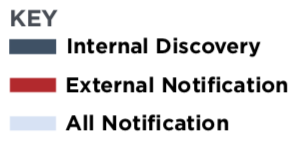 KEY
Internal Discovery
External Notification
All Notification